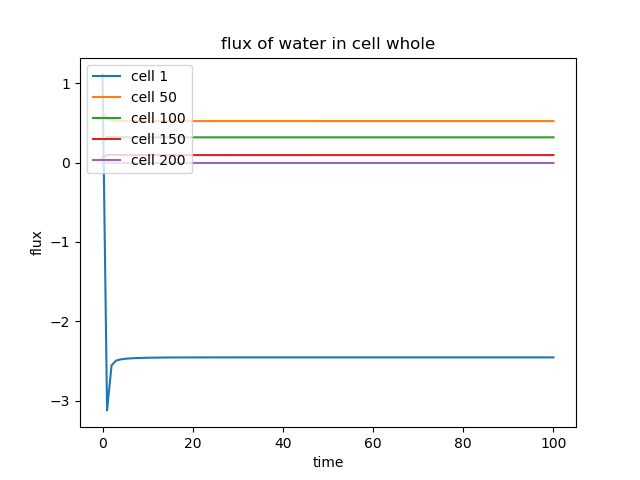 flux of water in cell whole
cell 1
cell 50
cell 100
cell 150
cell 200
flux
1
0
−1
−2
−3
0 20 40 60 80 100
time